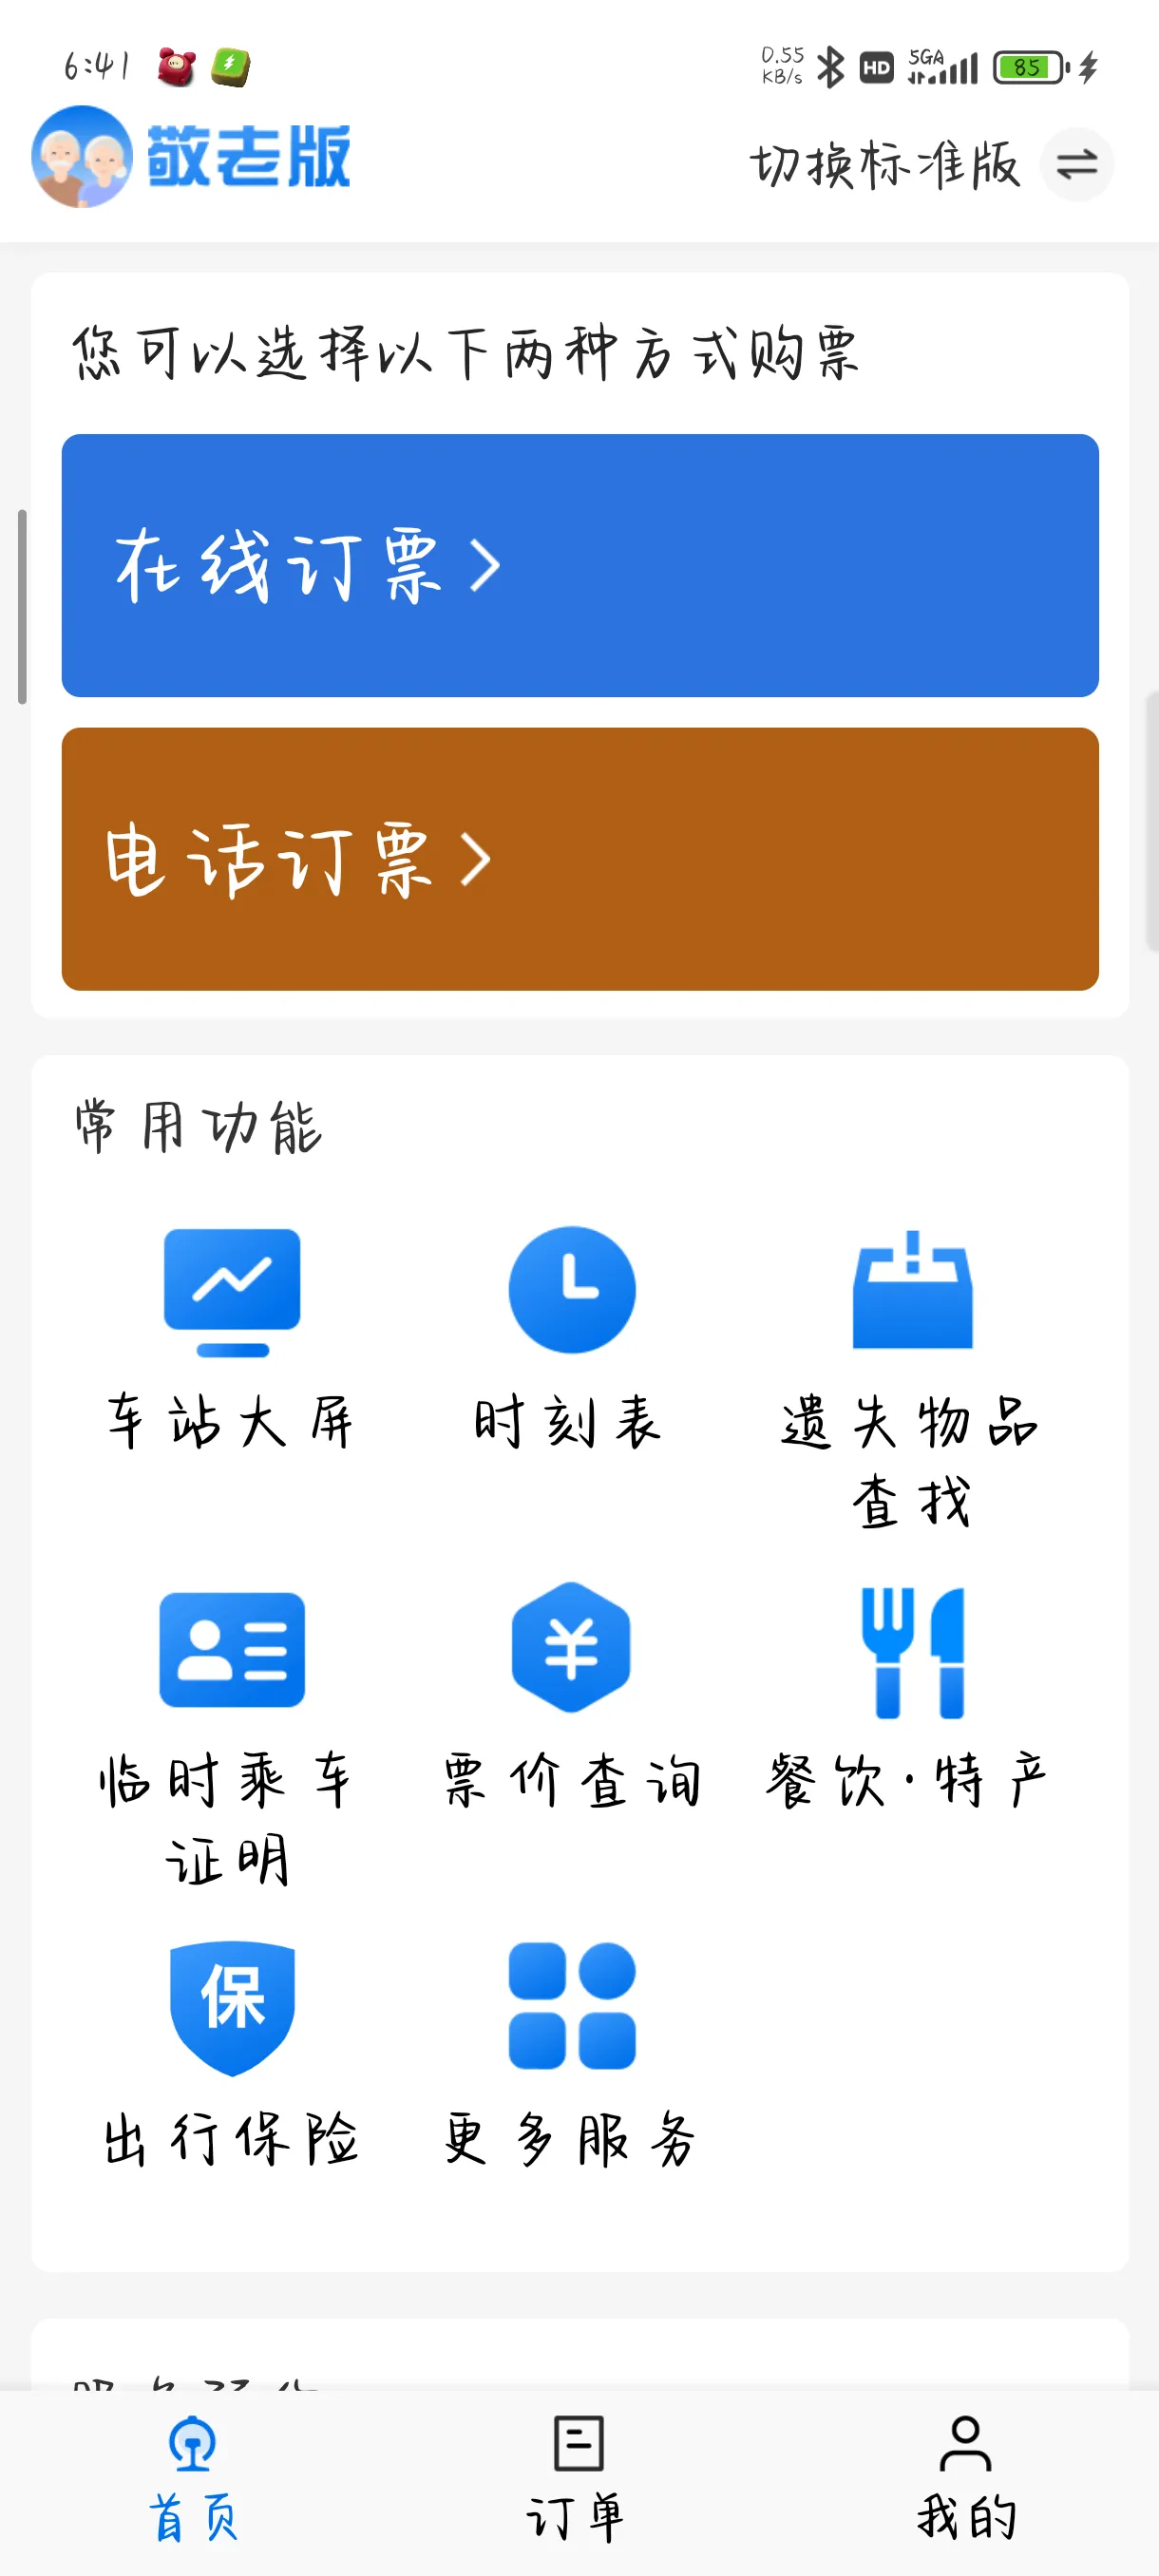 6:41
0.55
KB/s
HD
5GA
85
敬老版
切换标准版
您可以选择以下两种方式购票
在线订票
电话订票
常用功能
车站大屏
时刻表
遗失物品
查找
临时乘车
证明
票价查询
餐饮·特产
保
出行保险
更多服务
首页
订单
我的